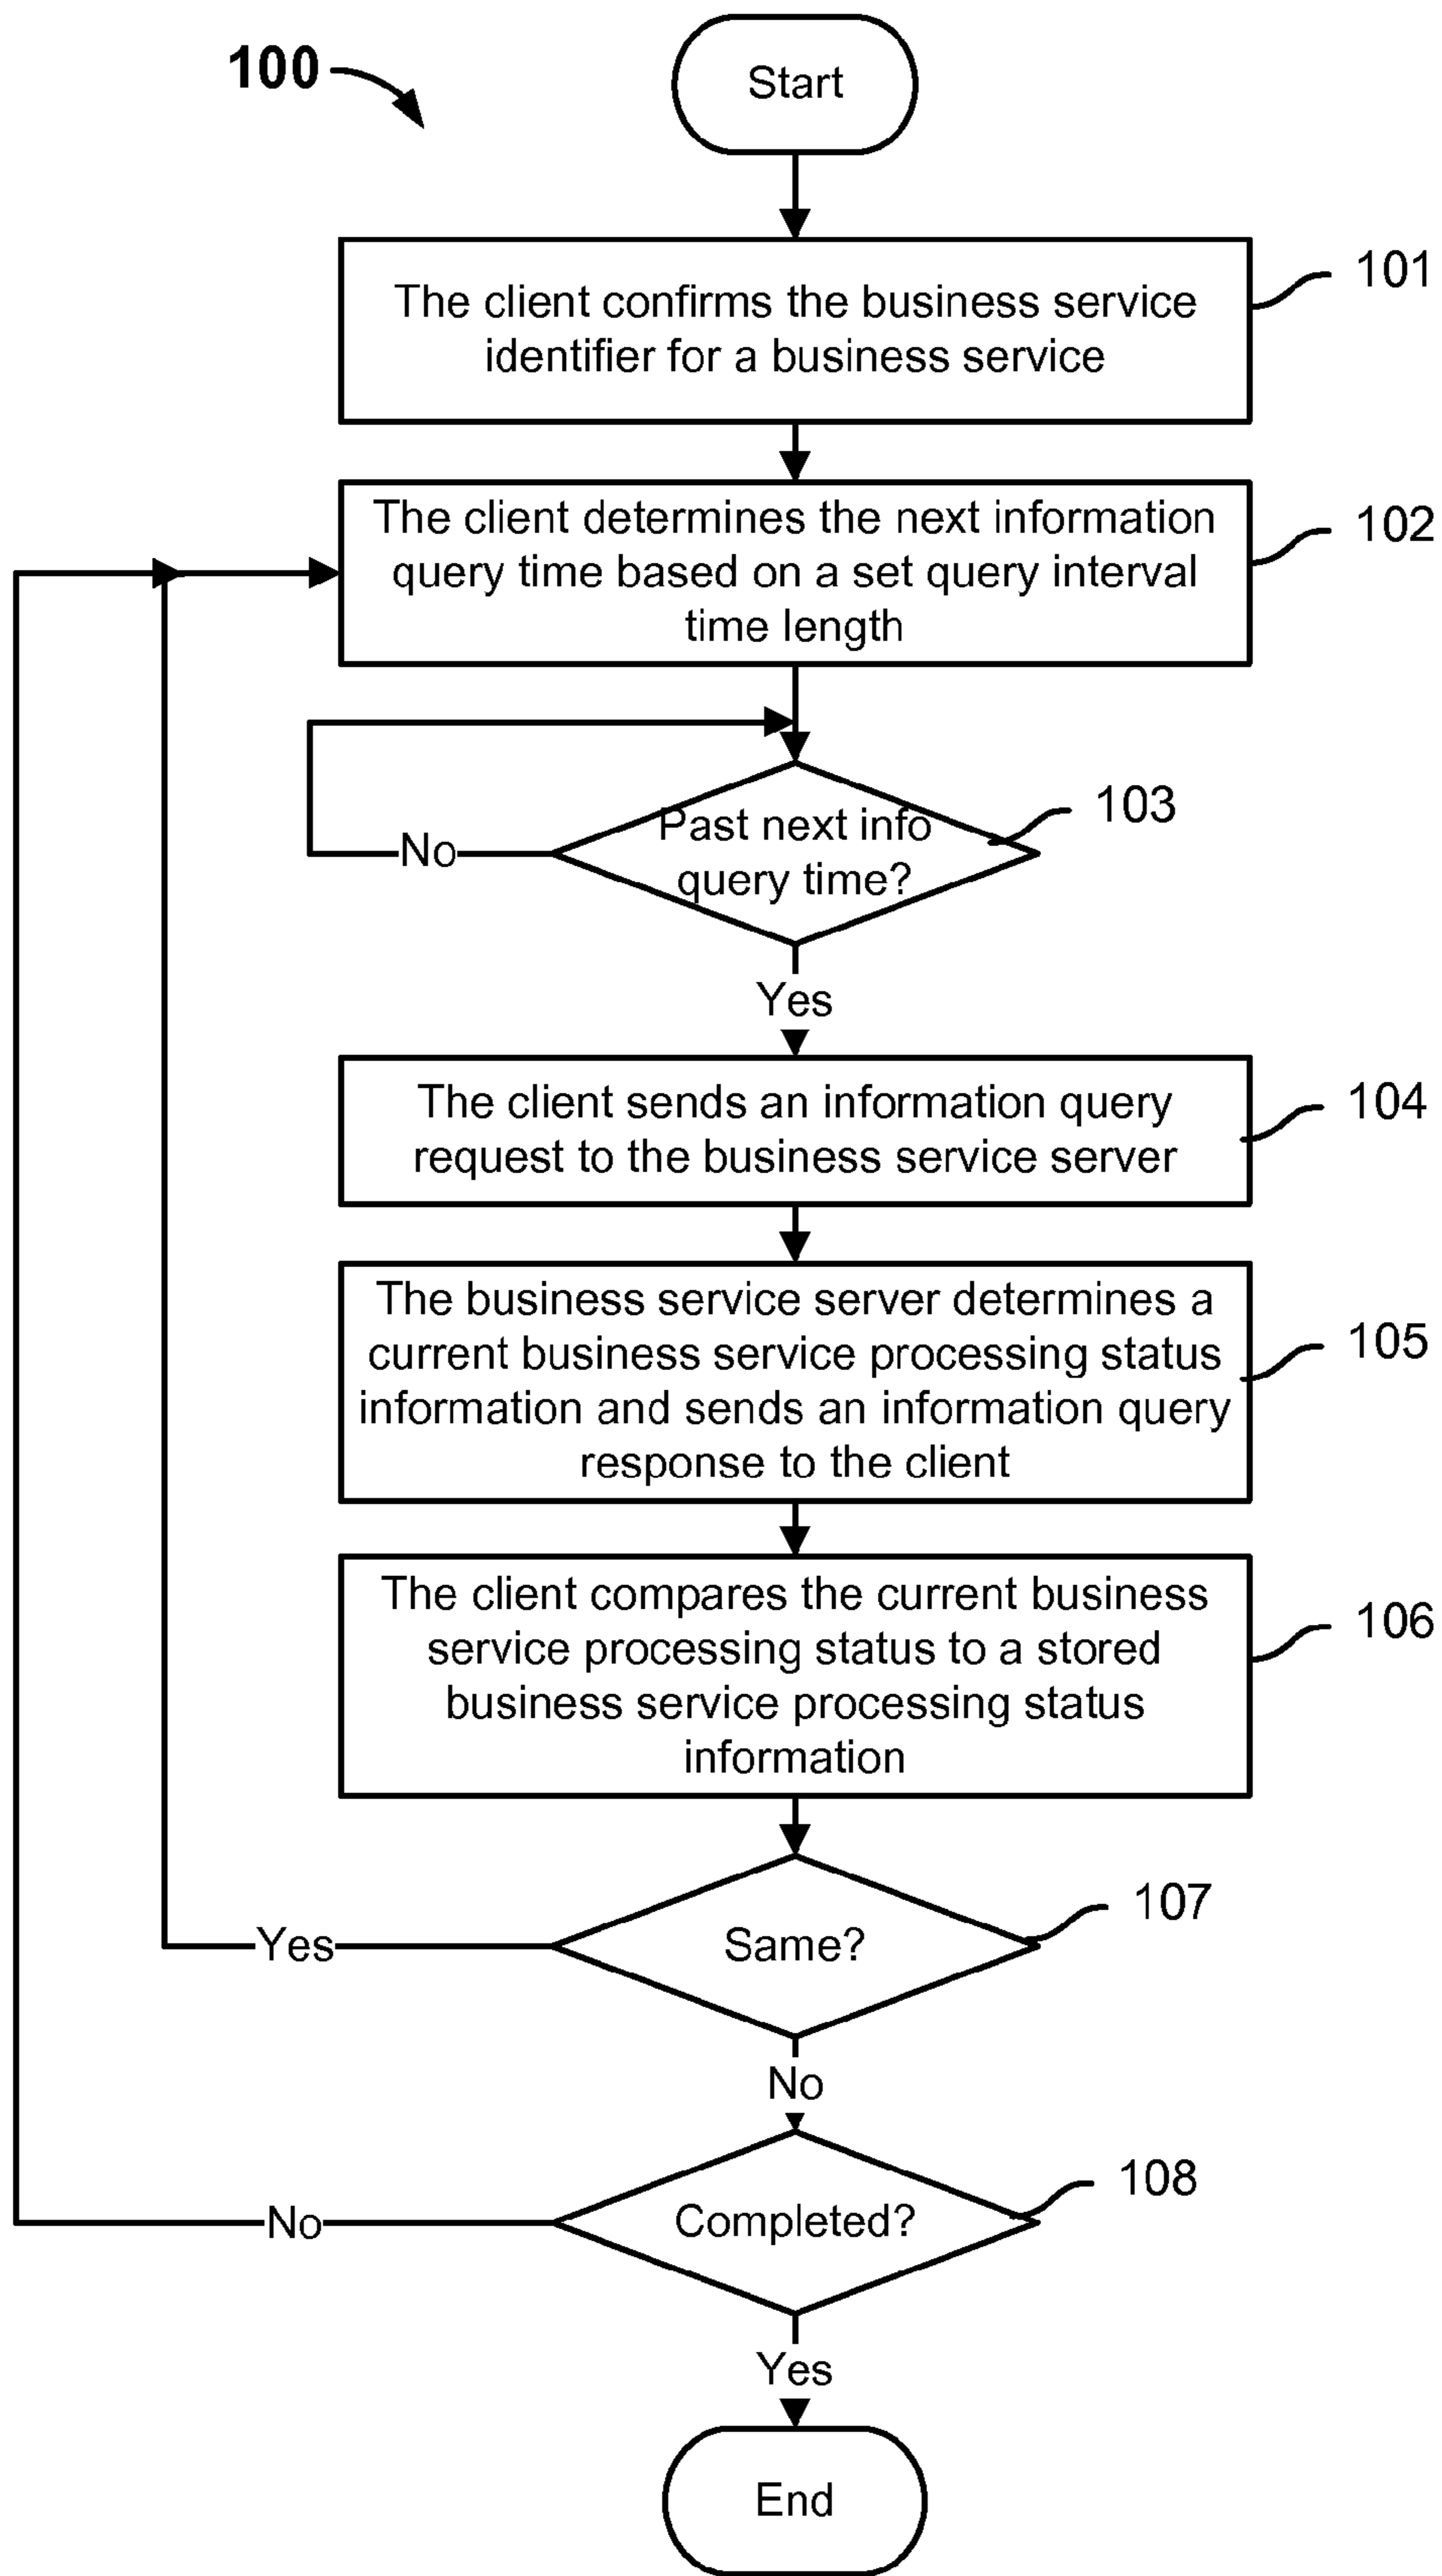 100
Start
The client confirms the business service
identifier for a business service
101
The client determines the next information
query time based on a set query interval
time length
102
Past next info
query time?
103
No
Yes
The client sends an information query
request to the business service server
104
The business service server determines a
current business service processing status
information and sends an information query
response to the client
105
The client compares the current business
service processing status to a stored
business service processing status
information
106
Same?
107
Yes
No
Completed?
108
No
Yes
End